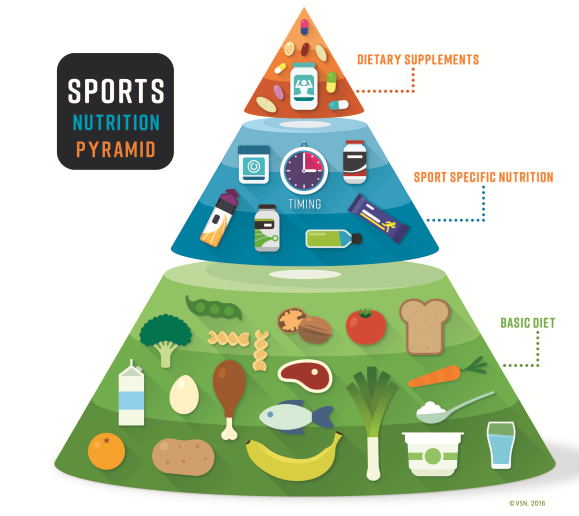 SPORTS
NUTRITION
PYRAMID
DIETARY SUPPLEMENTS
TIMING
SPORT SPECIFIC NUTRITION
BASIC DIET
©VSN, 2016